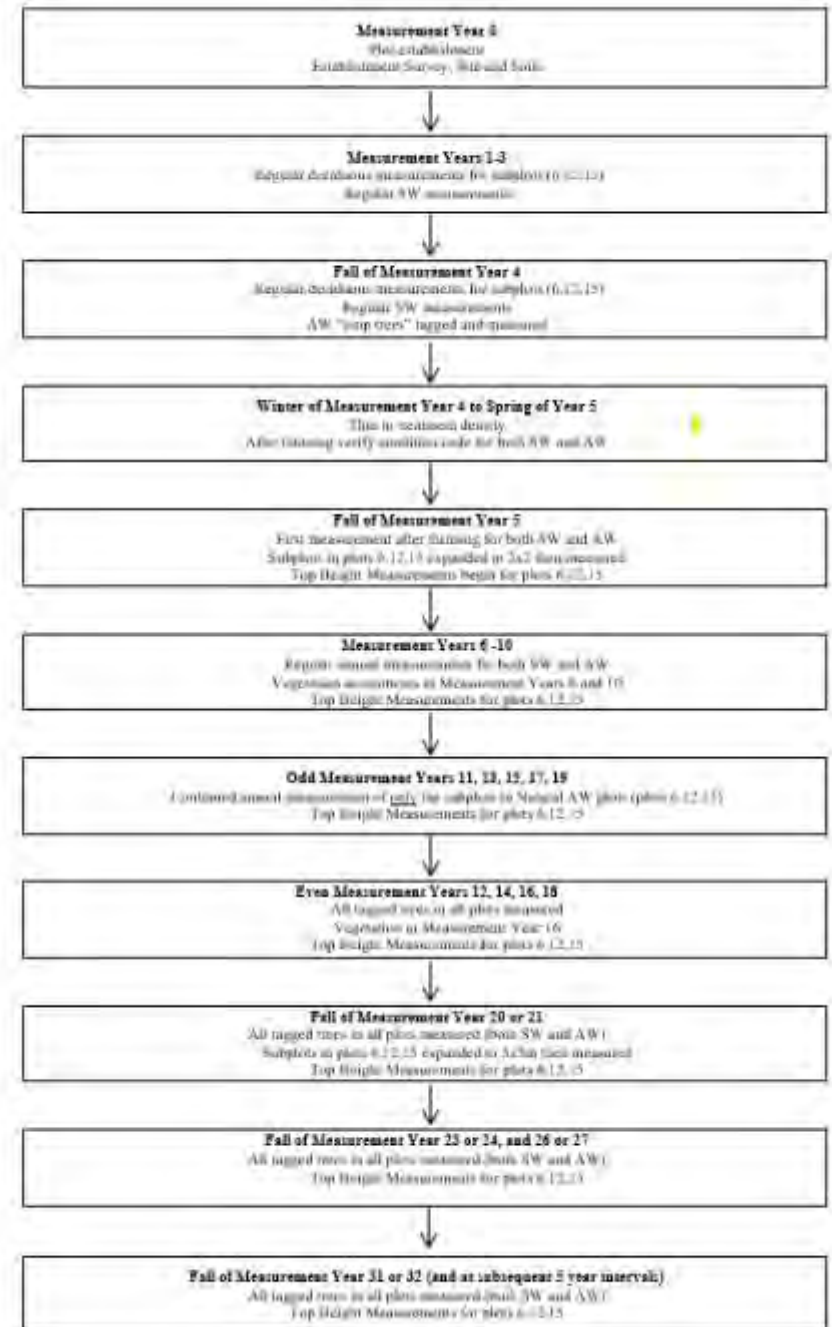 Measurement Year 0
Plot establishment
Establishment Survey, Site and Soils
Measurement Years 1-3
Regular deciduous measurements for subplots (6,12,15)
Regular SW measurements
Fall of Measurement Year 4
Regular deciduous measurements for subplots (6,12,15)
Regular SW measurements
AW "crop trees" tagged and measured
Winter of Measurement Year 4 to Spring of Year 5
Thin to treatment density
After thinning verify condition code for both SW and AW
Fall of Measurement Year 5
First measurement after thinning for both SW and AW
Subplots in plots 6,12,15 expanded to 2x2 then measured
Top Height Measurements begin for plots 6,12,15
Measurement Years 6 -10
Regular annual measurement for both SW and AW
Vegetation assessments in Measurement Years 8 and 10
Top Height Measurements for plots 6,12,15
Odd Measurement Years 11, 13, 15, 17, 19
Continued annual measurement of only the subplots in Natural AW plots (plots 6,12,15)
Top Height Measurements for plots 6,12,15
Even Measurement Years 12, 14, 16, 18
All tagged trees in all plots measured
Vegetation in Measurement Year 16
Top Height Measurements for plots 6,12,15
Fall of Measurement Year 20 or 21
All tagged trees in all plots measured (both SW and AW)
Subplots in plots 6,12,15 expanded to 5x5m then measured
Top Height Measurements for plots 6,12,15
Fall of Measurement Year 23 or 24, and 26 or 27
All tagged trees in all plots measured (both SW and AW)
Top Height Measurements for plots 6,12,15
Fall of Measurement Year 31 or 32 (and at subsequent 5 year intervals)
All tagged trees in all plots measured (both SW and AW)
Top Height Measurements for plots 6,12,15